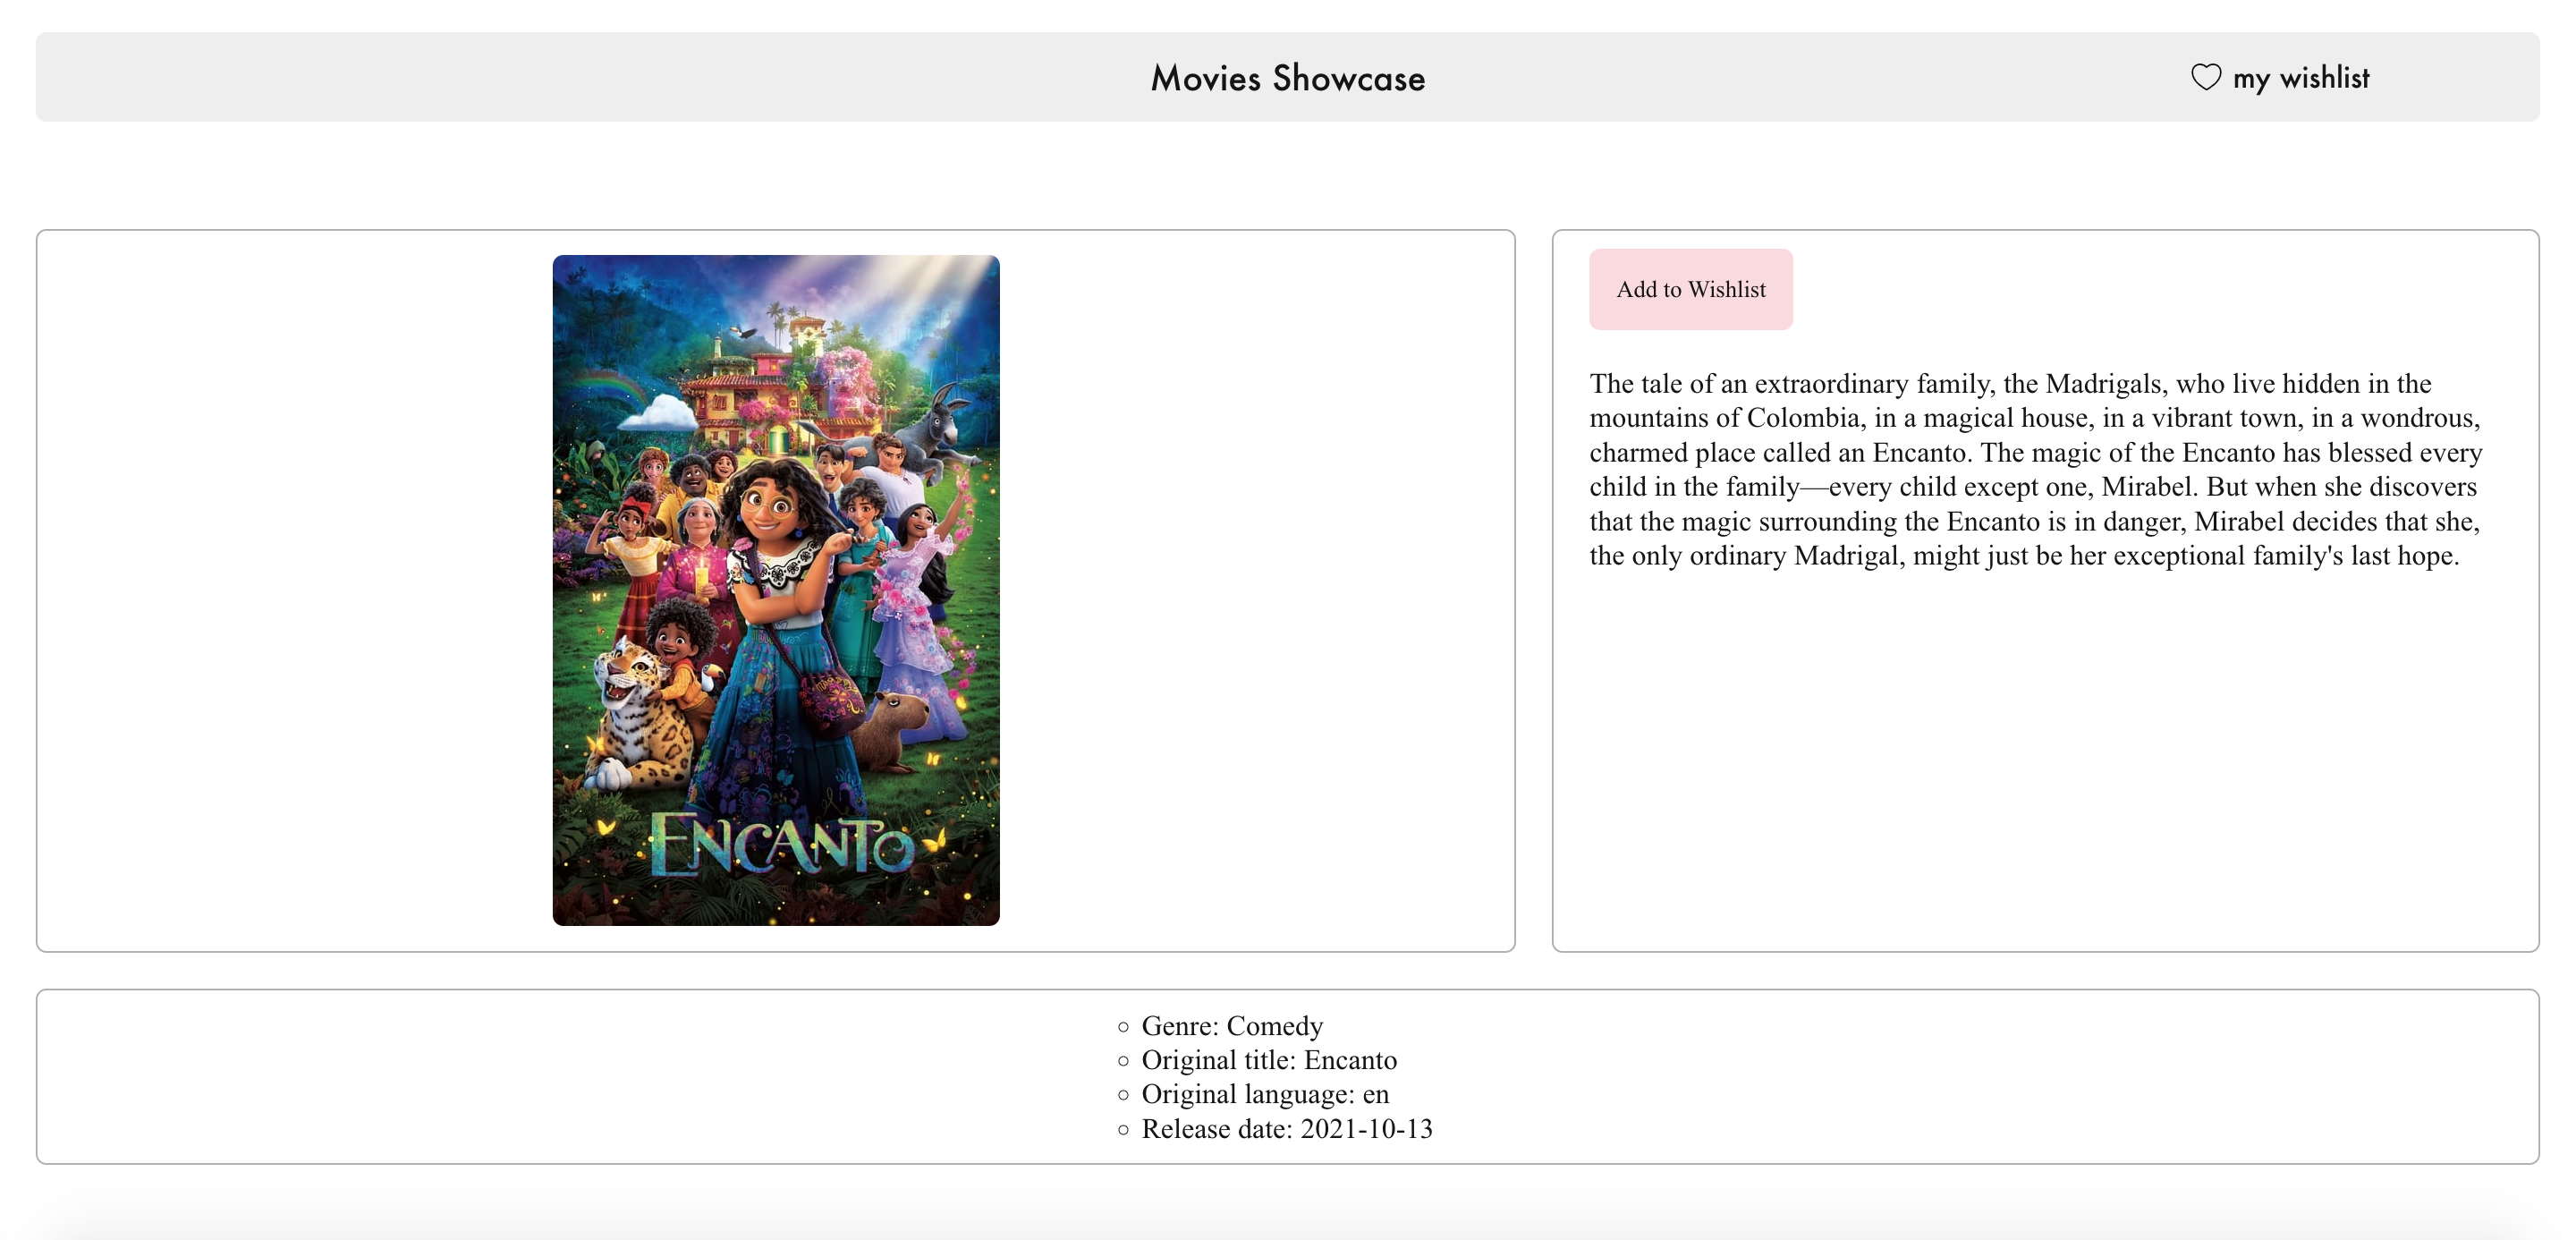 Movies Showcase
my wishlist
ENCANTO
Add to Wishlist
The tale of an extraordinary family, the Madrigals, who live hidden in the
mountains of Colombia, in a magical house, in a vibrant town, in a wondrous,
charmed place called an Encanto. The magic of the Encanto has blessed every
child in the family—every child except one, Mirabel. But when she discovers
that the magic surrounding the Encanto is in danger, Mirabel decides that she,
the only ordinary Madrigal, might just be her exceptional family's last hope.
Genre: Comedy
Original title: Encanto
Original language: en
Release date: 2021-10-13